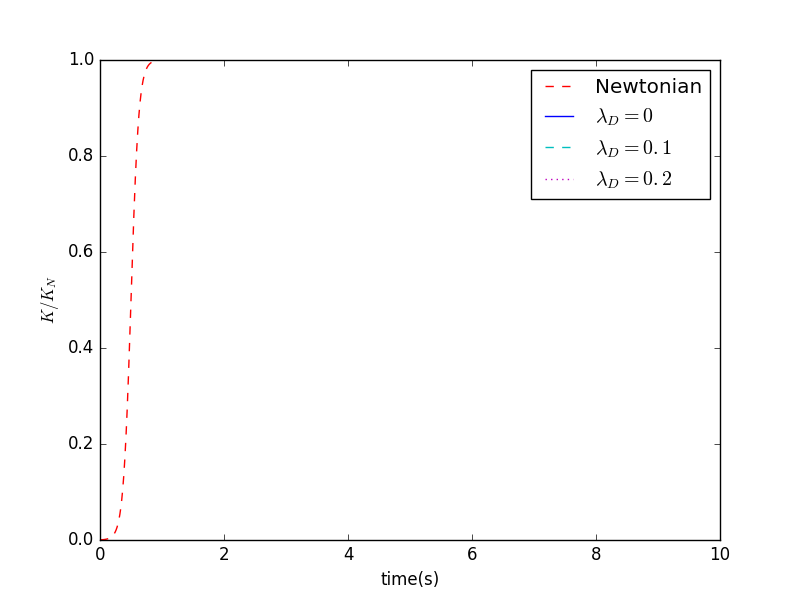 1.0
0.8
0.6
0.4
0.2
0.0
K/K_N
0
2
4
6
8
10
time(s)
Newtonian
λ_D = 0
λ_D = 0.1
λ_D = 0.2